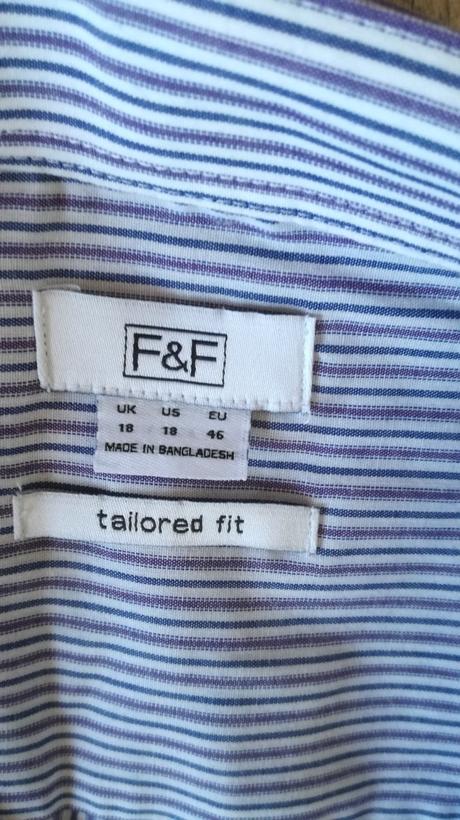 F&F
UK US EU
18 18 46
MADE IN BANGLADESH
tailored fit